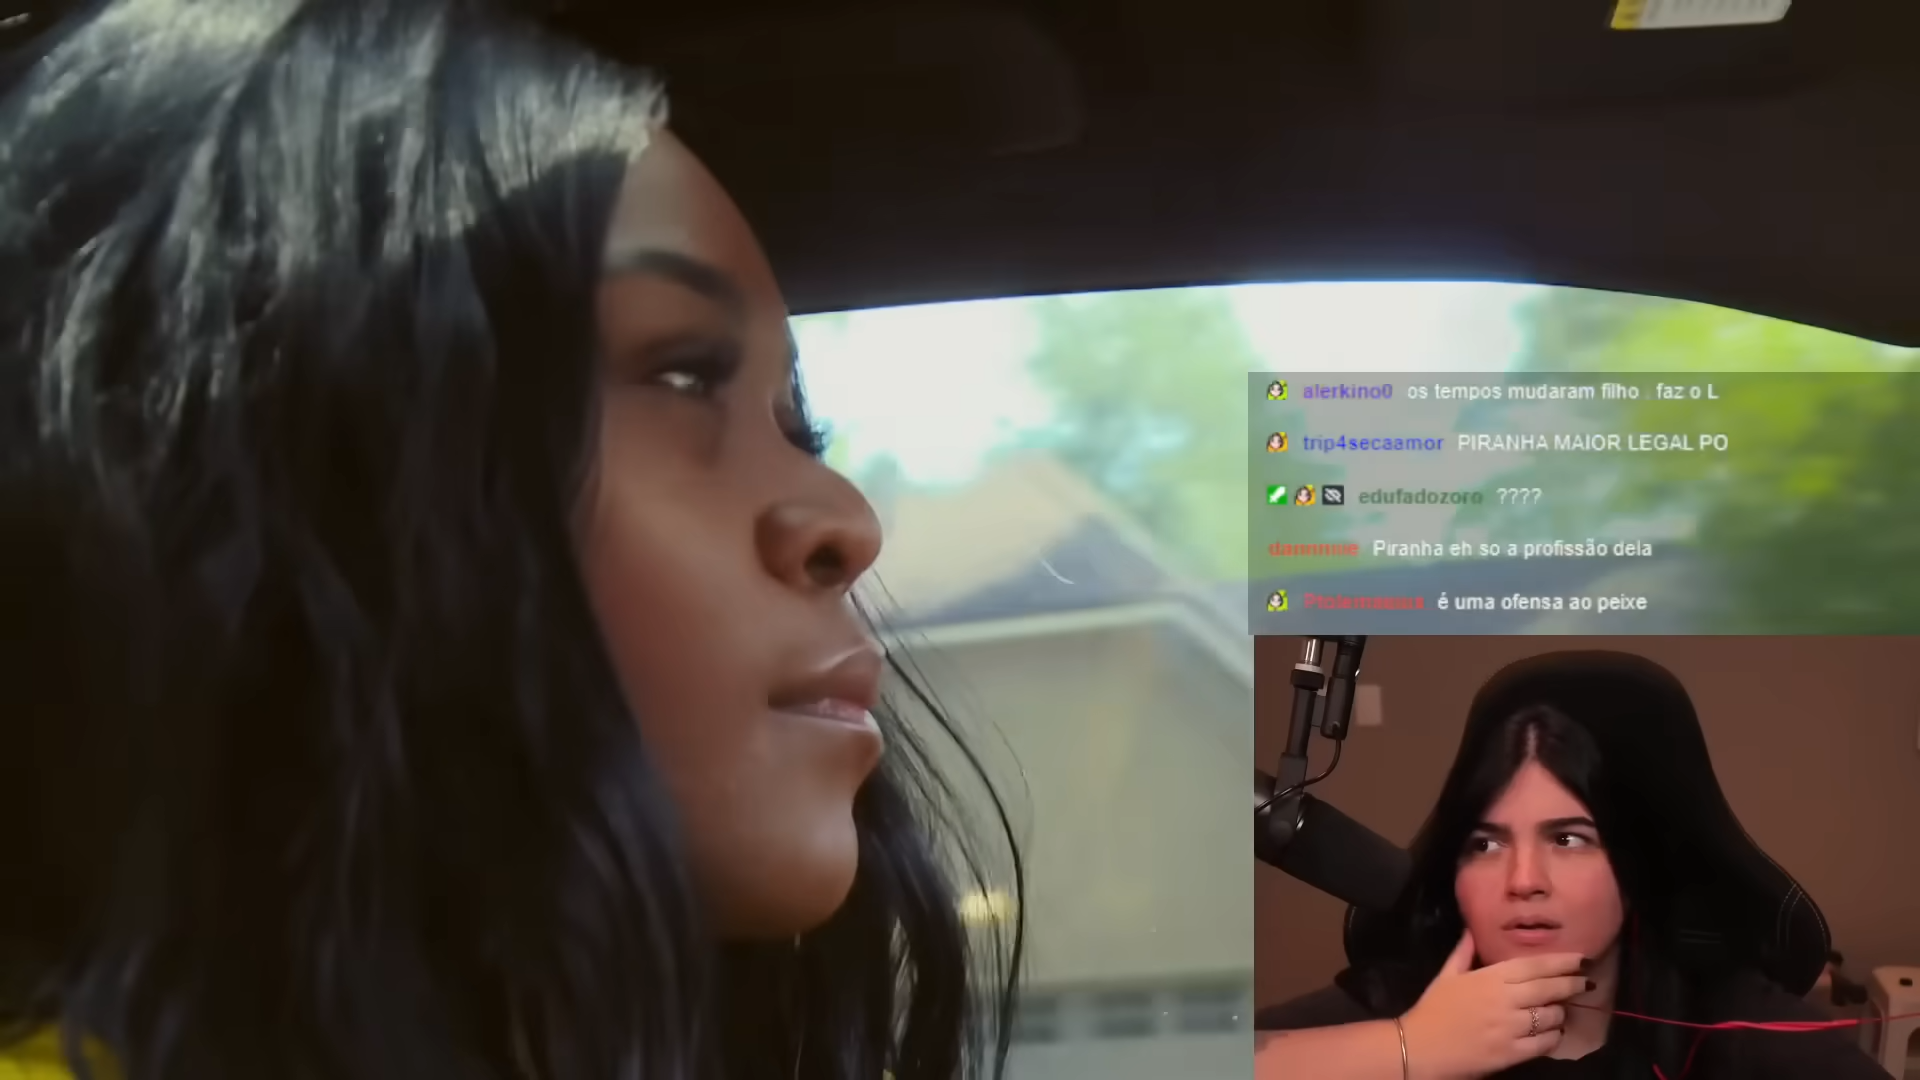 alerkino0 os tempos mudaram filho . faz o L
trip4secaamor PIRANHA MAIOR LEGAL PO
edufadozoro ????
Piranha eh so a profissão dela
é uma ofensa ao peixe